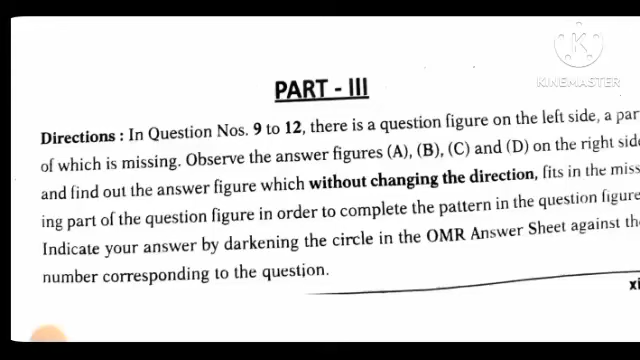 KINEMASTER
PART - III
Directions : In Question Nos. 9 to 12, there is a question figure on the left side, a par
of which is missing. Observe the answer figures (A), (B), (C) and (D) on the right sid
and find out the answer figure which without changing the direction, fits in the miss
ing part of the question figure in order to complete the pattern in the question figure
Indicate your answer by darkening the circle in the OMR Answer Sheet against th
number corresponding to the question.
xi